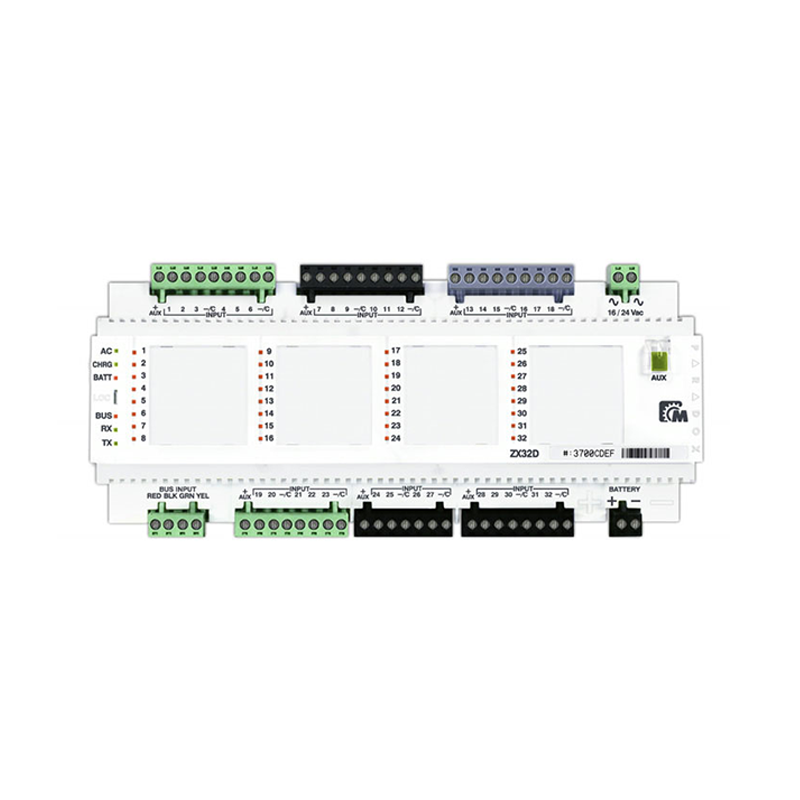 + AUX 1 2 3 –/C 4 5 6 –/C
INPUT
+ AUX 7 8 9 –/C 10 11 12 –/C
INPUT
+ AUX 13 14 15 –/C 16 17 18 –/C
INPUT
16 / 24 Vac
AC
CHRG
BATT
LOC
BUS
RX
TX
1
2
3
4
5
6
7
8
9
10
11
12
13
14
15
16
17
18
19
20
21
22
23
24
25
26
27
28
29
30
31
32
AUX
M
ZX32D
#:3700CDEF
BUS INPUT
RED BLK GRN YEL
INPUT
+ AUX 19 20 –/C 21 22 23 –/C
INPUT
+ AUX 24 25 –/C 26 27 –/C
INPUT
+ AUX 28 29 30 –/C 31 32 –/C
BATTERY
+ –